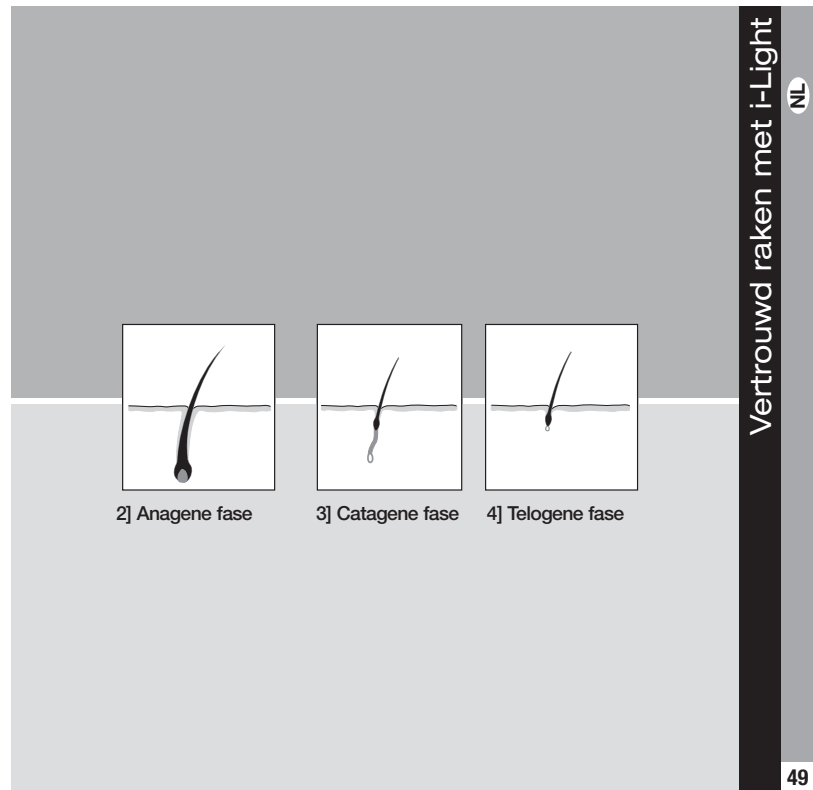 Vertrouwd raken met i-Light
NL
2] Anagene fase
3] Catagene fase
4] Telogene fase
49